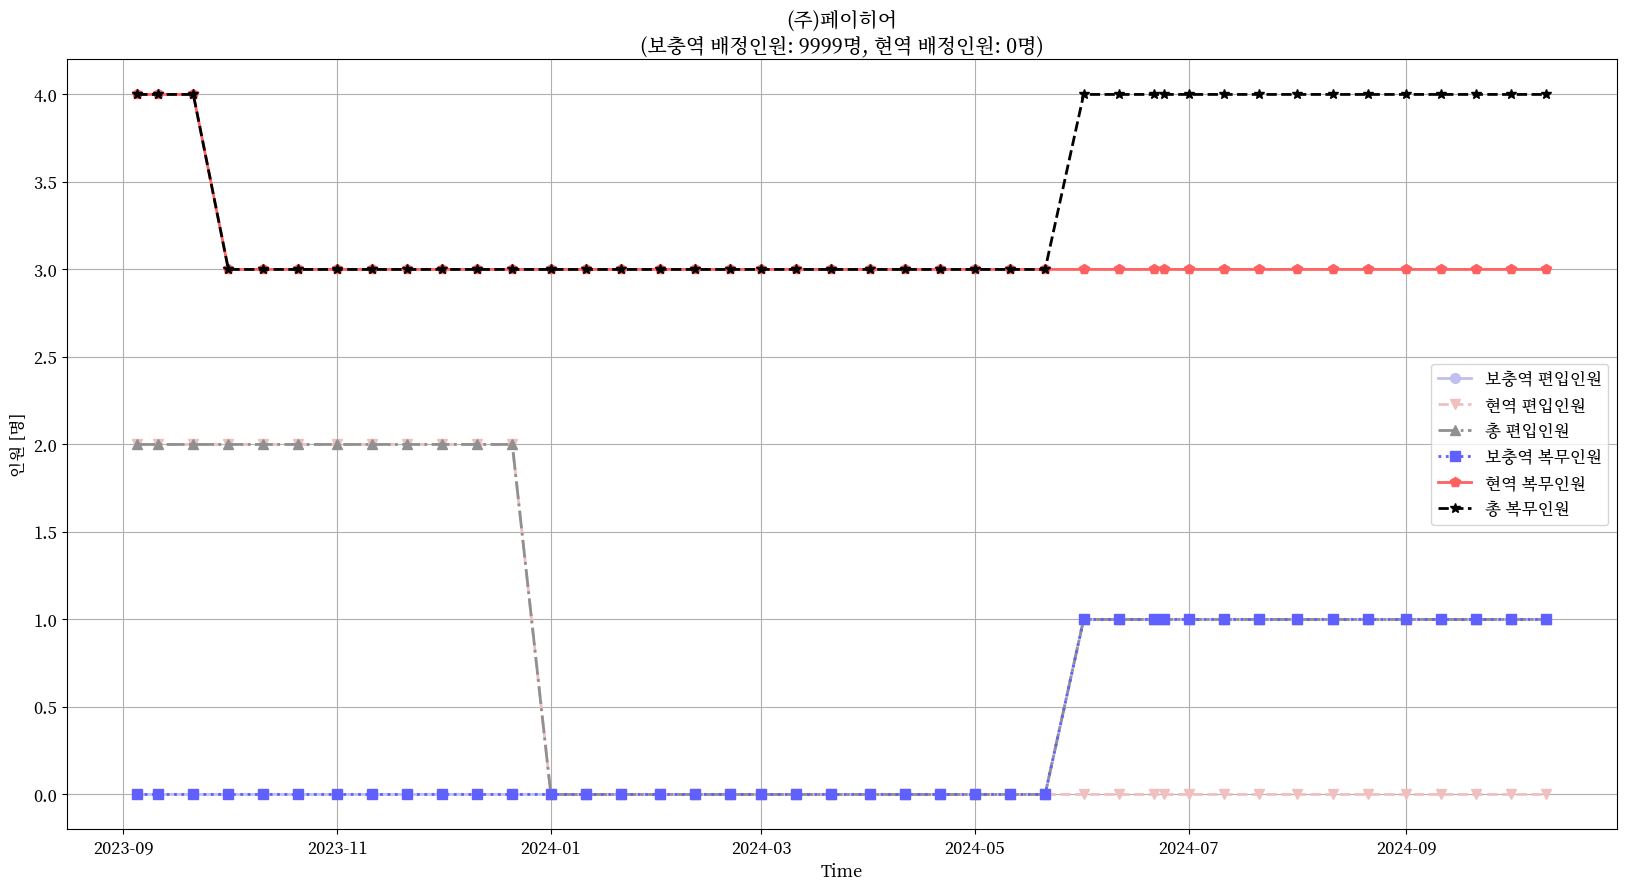 (주)페이히어
(보충역 배정인원: 9999명, 현역 배정인원: 0명)
4.0
3.5
3.0
2.5
2.0
1.5
1.0
0.5
0.0
인원 [명]
보충역 편입인원
현역 편입인원
총 편입인원
보충역 복무인원
현역 복무인원
총 복무인원
2023-09
2023-11
2024-01
2024-03
2024-05
2024-07
2024-09
Time